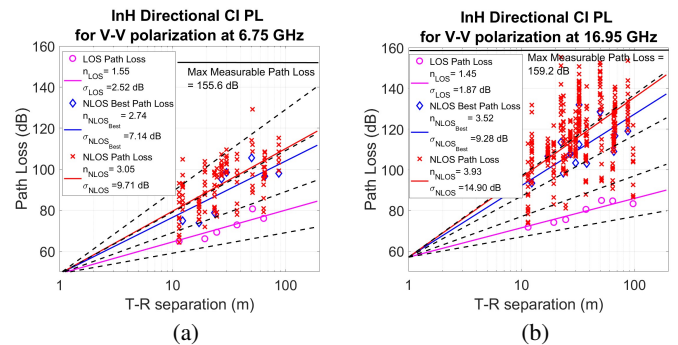 InH Directional CI PL
for V-V polarization at 6.75 GHz
160
140
120
100
80
60
Path Loss (dB)
LOS Path Loss
n_LOS = 1.55
σ_LOS = 2.52 dB
NLOS Best Path Loss
n_NLOS_Best = 2.74
σ_NLOS_Best = 7.14 dB
NLOS Path Loss
n_NLOS = 3.05
σ_NLOS = 9.71 dB
Max Measurable Path Loss
= 155.6 dB
1
10
100
T-R separation (m)
(a)
InH Directional CI PL
for V-V polarization at 16.95 GHz
160
140
120
100
80
60
Path Loss (dB)
LOS Path Loss
n_LOS = 1.45
σ_LOS = 1.87 dB
NLOS Best Path Loss
n_NLOS_Best = 3.52
σ_NLOS_Best = 9.28 dB
NLOS Path Loss
n_NLOS = 3.93
σ_NLOS = 14.90 dB
Max Measurable Path Loss =
159.2 dB
1
10
100
T-R separation (m)
(b)